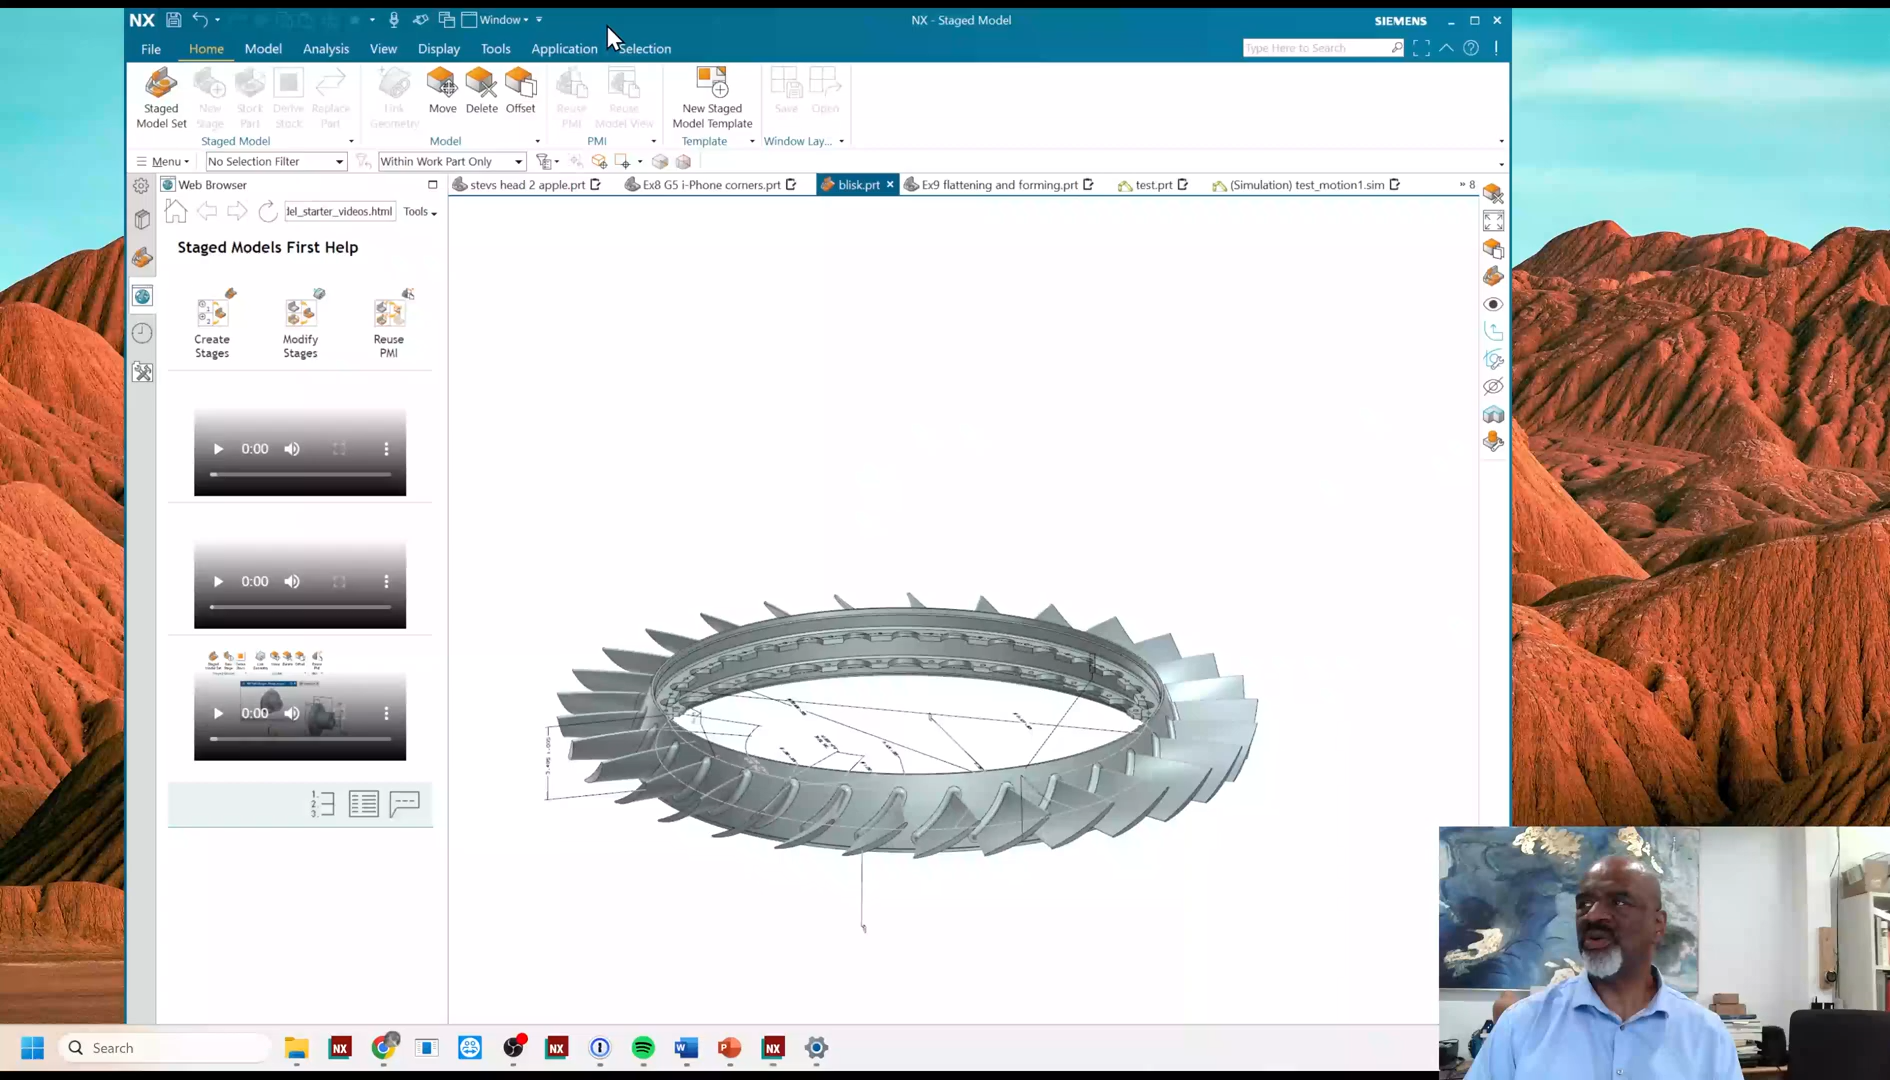 NX
Window
NX - Staged Model
SIEMENS
File
Home
Model
Analysis
View
Display
Tools
Application
Selection
Type Here to Search
Staged Model Set
New Stage
Stock Part
Derive Stock
Replace Part
Link Geometry
Move
Delete
Offset
Reuse PMI
Reuse Model View
New Staged Model Template
Save
Open
Staged Model
Model
PMI
Template
Window Lay...
Menu
No Selection Filter
Within Work Part Only
Web Browser
stevs head 2 apple.prt
Ex8 G5 i-Phone corners.prt
blisk.prt
Ex9 flattening and forming.prt
test.prt
(Simulation) test_motion1.sim
8
del_starter_videos.html
Tools
Staged Models First Help
Create Stages
Modify Stages
Reuse PMI
0:00
0:00
0:00
Search
NX
NX
NX